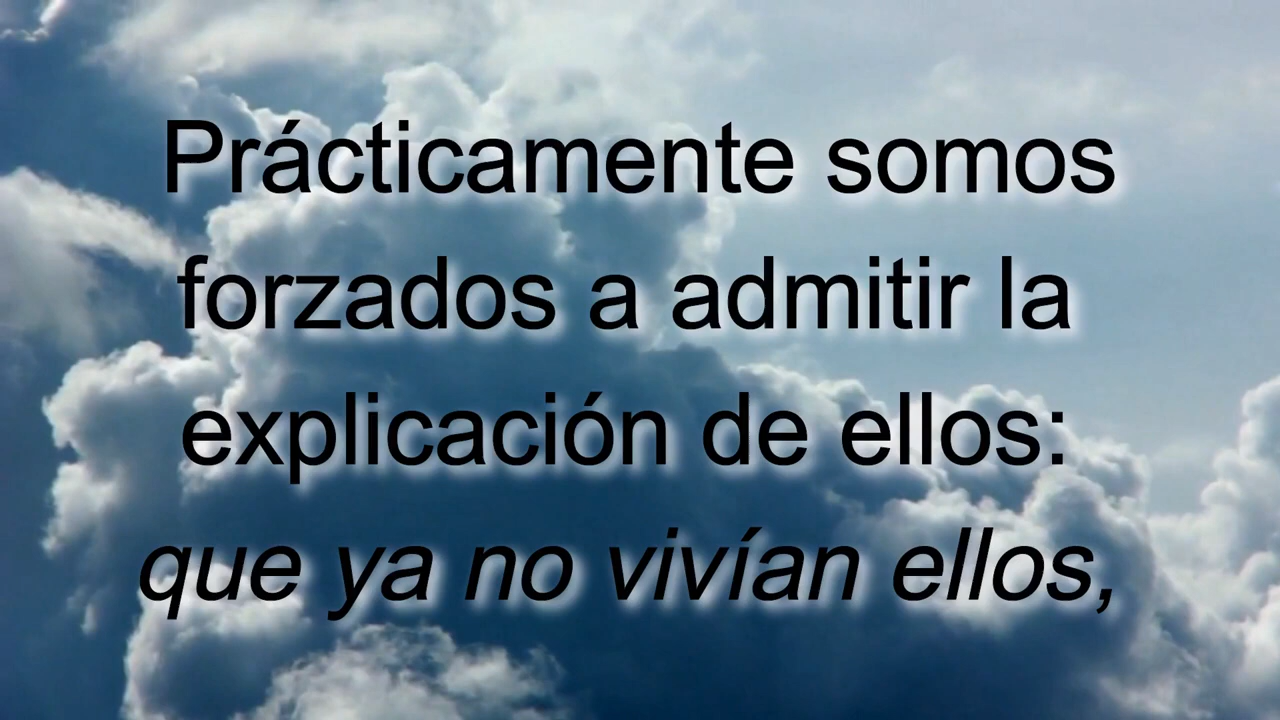 Prácticamente somos
forzados a admitir la
explicación de ellos:
que ya no vivían ellos,